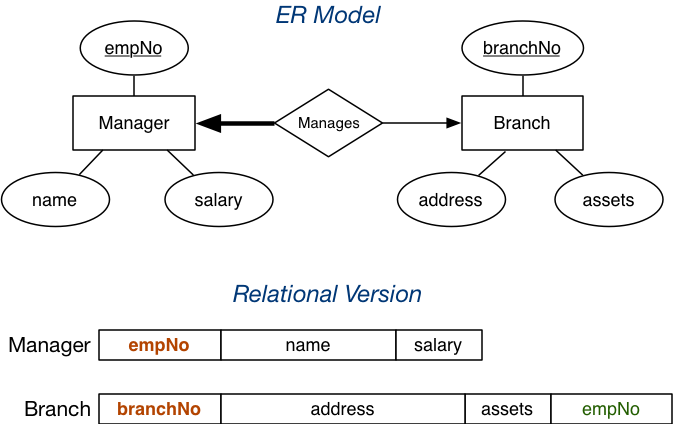 ER Model
empNo
branchNo
Manager
Manages
Branch
name
salary
address
assets
Relational Version
Manager empNo name salary
Branch branchNo address assets empNo